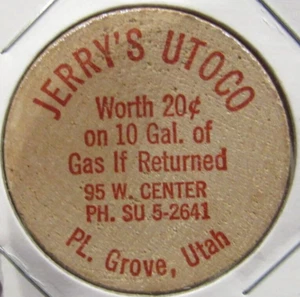 JERRY'S UTOCO
Worth 20¢
on 10 Gal. of
Gas If Returned
95 W. CENTER
PH. SU 5-2641
PL. Grove, Utah